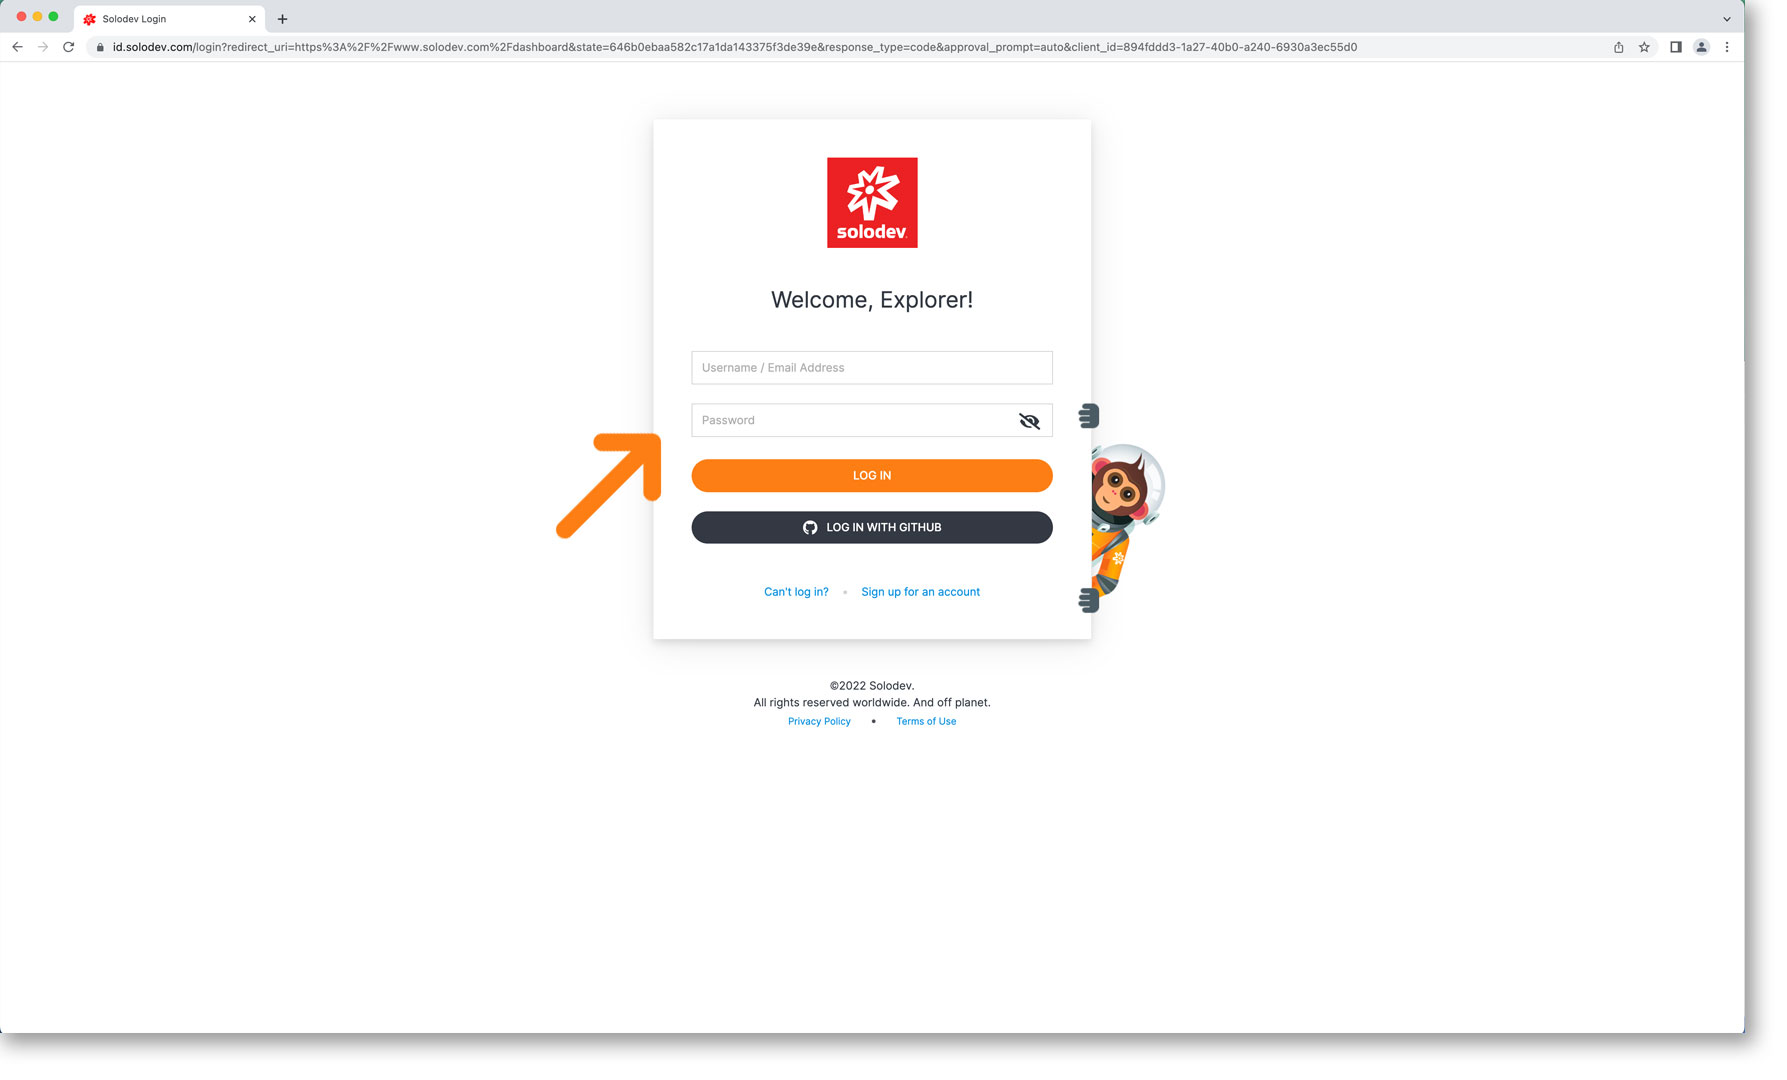 Solodev Login
id.solodev.com/login?redirect_uri=https%3A%2F%2Fwww.solodev.com%2Fdashboard&state=646b0ebaa582c17a1da143375f3de39e&response_type=code&approval_prompt=auto&client_id=894fddd3-1a27-40b0-a240-6930a3ec55d0
solodev
Welcome, Explorer!
Username / Email Address
Password
LOG IN
LOG IN WITH GITHUB
Can't log in? • Sign up for an account
©2022 Solodev.
All rights reserved worldwide. And off planet.
Privacy Policy • Terms of Use